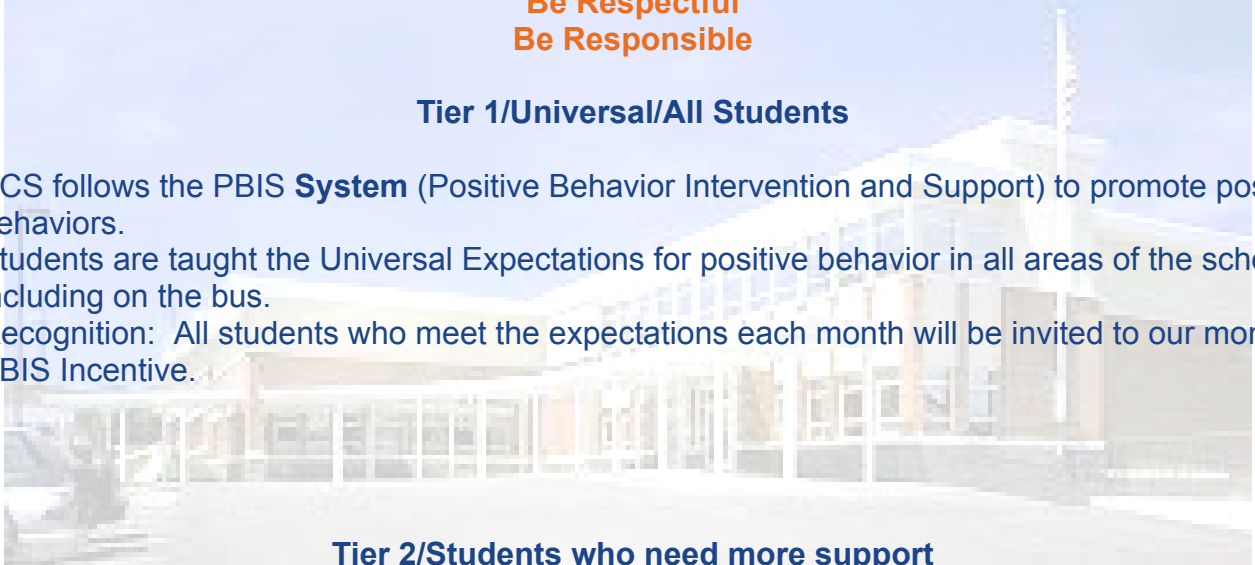 Be Respectful
Be Responsible
Tier 1/Universal/All Students
CS follows the PBIS System (Positive Behavior Intervention and Support) to promote pos
ehaviors.
tudents are taught the Universal Expectations for positive behavior in all areas of the scho
ncluding on the bus.
ecognition: All students who meet the expectations each month will be invited to our mon
BIS Incentive.
Tier 2/Students who need more support